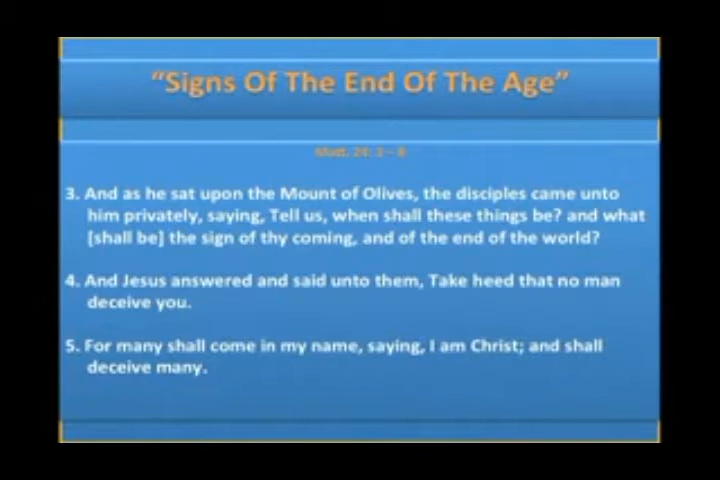 “Signs Of The End Of The Age”
Matt. 24: 3 – 8
3. And as he sat upon the Mount of Olives, the disciples came unto
him privately, saying, Tell us, when shall these things be? and what
[shall be] the sign of thy coming, and of the end of the world?
4. And Jesus answered and said unto them, Take heed that no man
deceive you.
5. For many shall come in my name, saying, I am Christ; and shall
deceive many.